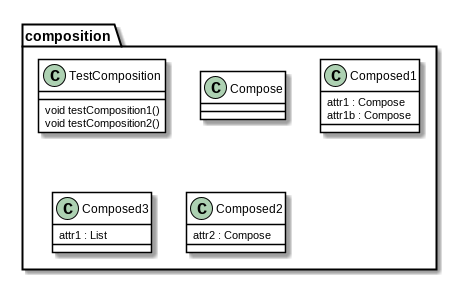 composition
C TestComposition
void testComposition1()
void testComposition2()
C Compose
C Composed1
attr1 : Compose
attr1b : Compose
C Composed3
attr1 : List
C Composed2
attr2 : Compose